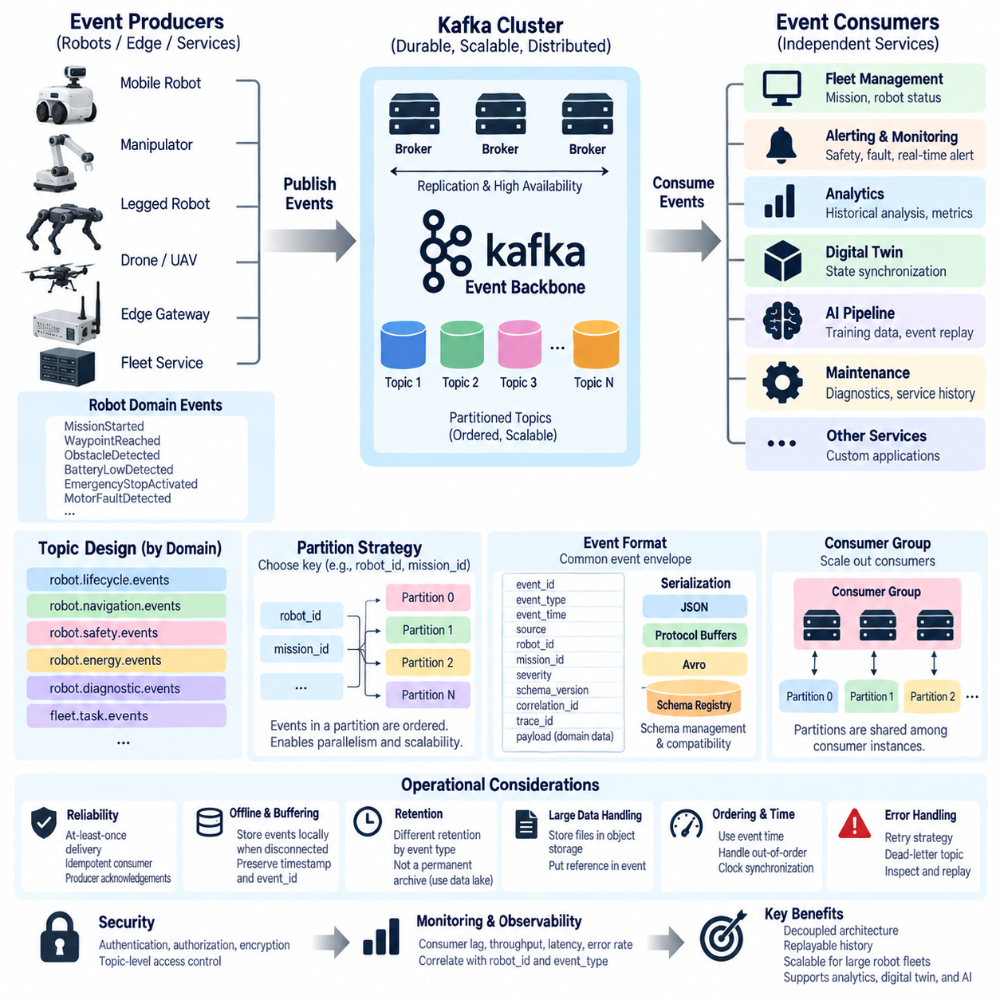 Event Producers
(Robots / Edge / Services)
Mobile Robot
Manipulator
Legged Robot
Drone / UAV
Edge Gateway
Fleet Service
Robot Domain Events
MissionStarted
WaypointReached
ObstacleDetected
BatteryLowDetected
EmergencyStopActivated
MotorFaultDetected
...
Publish
Events
Kafka Cluster
(Durable, Scalable, Distributed)
Broker
Broker
Broker
Replication & High Availability
kafka
Event Backbone
...
Topic 1
Topic 2
Topic 3
Topic N
Partitioned Topics
(Ordered, Scalable)
Consume
Events
Event Consumers
(Independent Services)
Fleet Management
Mission, robot status
Alerting & Monitoring
Safety, fault, real-time alert
Analytics
Historical analysis, metrics
Digital Twin
State synchronization
AI Pipeline
Training data, event replay
Maintenance
Diagnostics, service history
...
Other Services
Custom applications
Topic Design (by Domain)
robot.lifecycle.events
robot.navigation.events
robot.safety.events
robot.energy.events
robot.diagnostic.events
fleet.task.events
...
Partition Strategy
Choose key (e.g., robot_id, mission_id)
robot_id
mission_id
...
Partition 0
Partition 1
Partition 2
Partition N
Events in a partition are ordered.
Enables parallelism and scalability.
Event Format
Common event envelope
event_id
event_type
event_time
source
robot_id
mission_id
severity
schema_version
correlation_id
trace_id
payload (domain data)
Serialization
JSON
Protocol Buffers
Avro
Schema Registry
Schema management
& compatibility
Consumer Group
Scale out consumers
Consumer Group
Partition 0
Partition 1
Partition 2
...
Partitions are shared among
consumer instances.
Operational Considerations
Reliability
At-least-once
delivery
Idempotent consumer
Producer acknowledgements
Offline & Buffering
Store events locally
when disconnected
Preserve timestamp
and event_id
Retention
Different retention
by event type
Not a permanent
archive (use data lake)
Large Data Handling
Store files in object
storage
Put reference in event
Ordering & Time
Use event time
Handle out-of-order
Clock synchronization
Error Handling
Retry strategy
Dead-letter topic
Inspect and replay
Security
Authentication, authorization, encryption
Topic-level access control
Monitoring & Observability
Consumer lag, throughput, latency, error rate
Correlate with robot_id and event_type
Key Benefits
Decoupled architecture
Replayable history
Scalable for large robot fleets
Supports analytics, digital twin, and AI